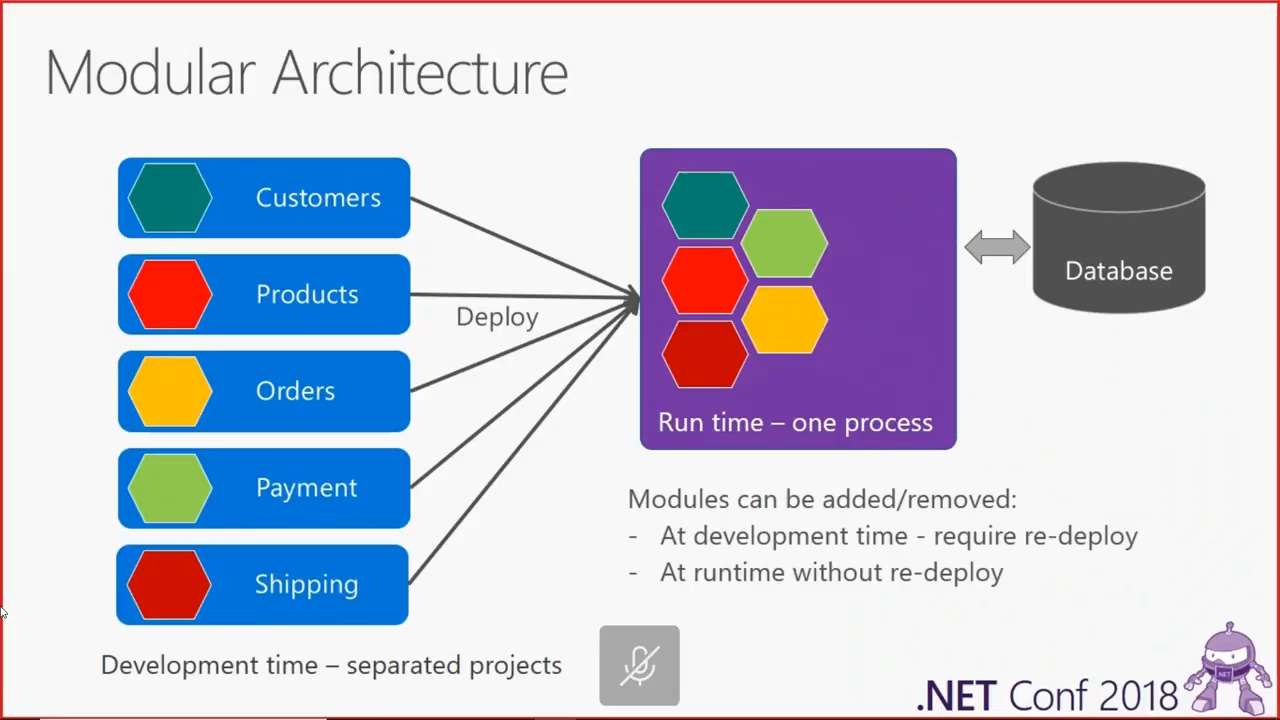 Modular Architecture
Customers
Products
Orders
Payment
Shipping
Deploy
Development time – separated projects
Run time – one process
Database
Modules can be added/removed:
- At development time - require re-deploy
- At runtime without re-deploy
.NET Conf 2018
.NET